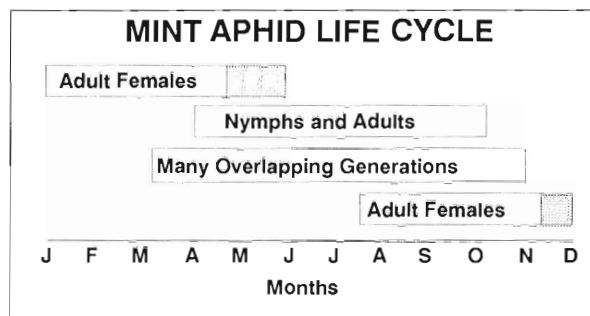 MINT APHID LIFE CYCLE
Adult Females
Nymphs and Adults
Many Overlapping Generations
Adult Females
J F M A M J J A S O N D
Months